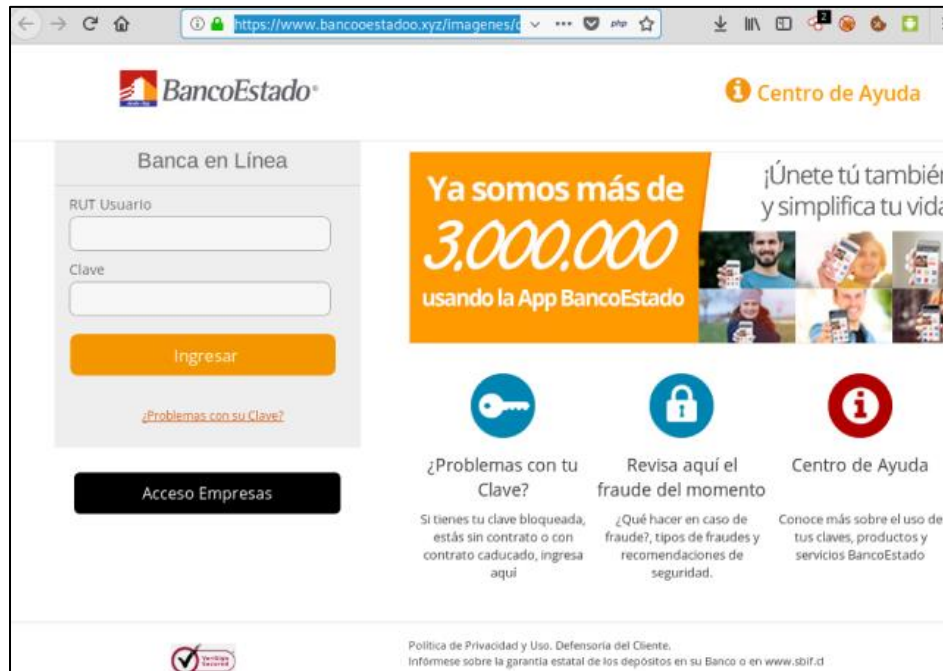 https://www.bancooestadoo.xyz/imagenes/
php
2
BancoEstado
Centro de Ayuda
Banca en Línea
RUT Usuario
Clave
Ingresar
¿Problemas con su Clave?
Acceso Empresas
Ya somos más de
3.000.000
usando la App BancoEstado
¡Únete tú también
y simplifica tu vida
¿Problemas con tu
Clave?
Si tienes tu clave bloqueada,
estás sin contrato o con
contrato caducado, ingresa
aquí
Revisa aquí el
fraude del momento
¿Qué hacer en caso de
fraude?, tipos de fraudes y
recomendaciones de
seguridad.
Centro de Ayuda
Conoce más sobre el uso de
tus claves, productos y
servicios BancoEstado
VeriSign
Secured
Política de Privacidad y Uso. Defensoría del Cliente.
Infórmese sobre la garantía estatal de los depósitos en su Banco o en www.sbif.cl